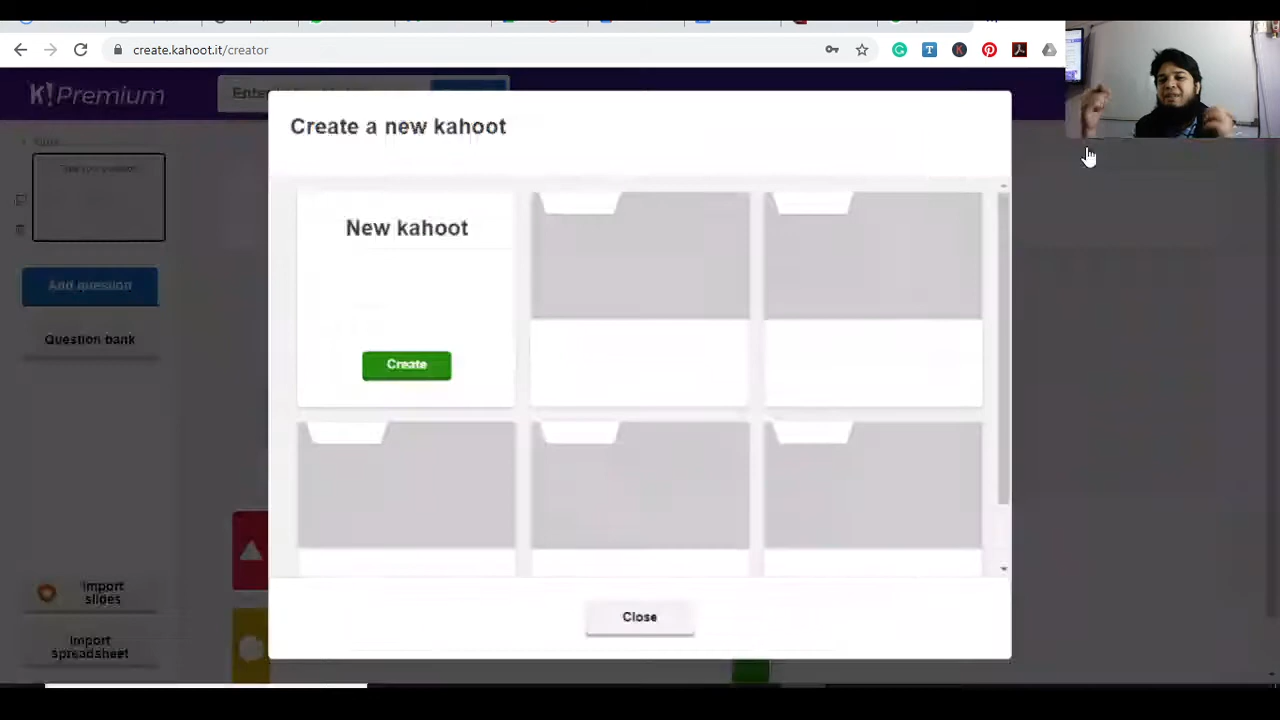 create.kahoot.it/creator
K!Premium
Enter
Create a new kahoot
New kahoot
Create
Add question
Question bank
Import
slides
Import
spreadsheet
Close